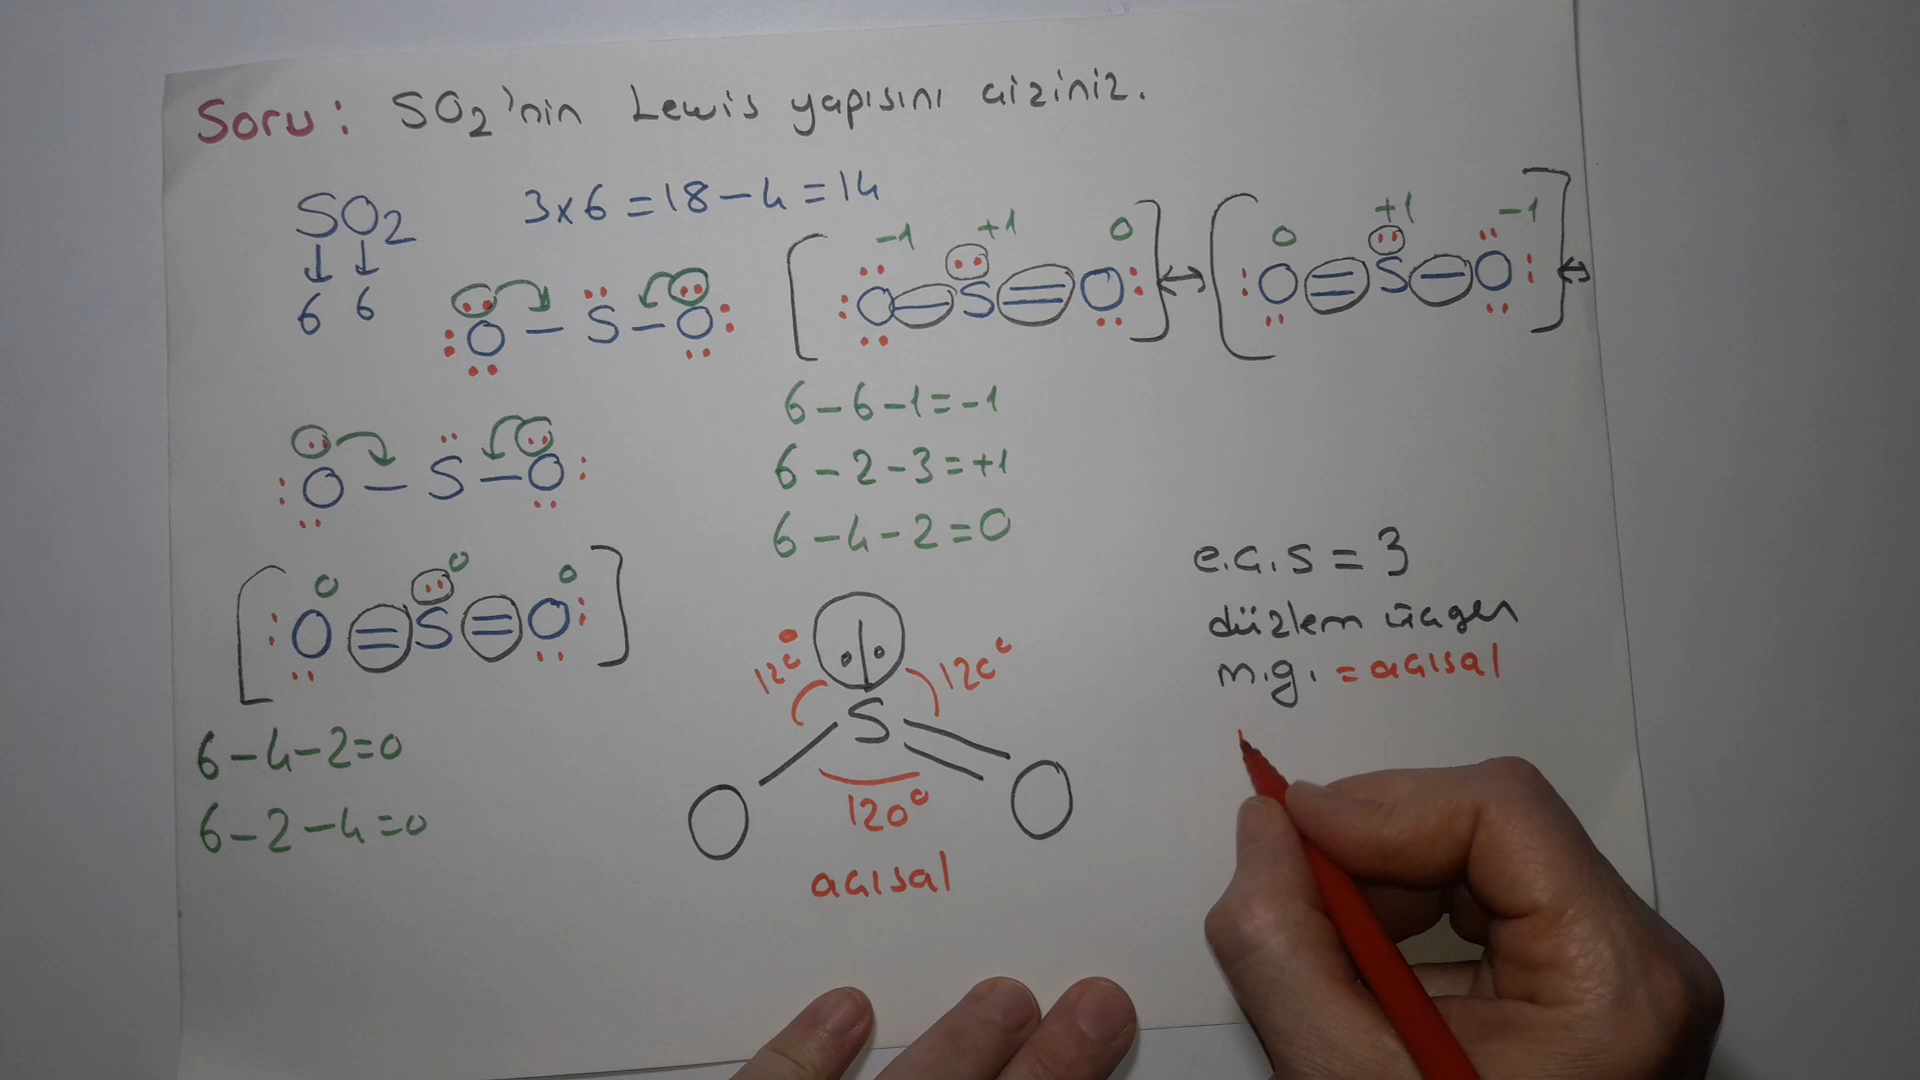 Soru: SO2'nin Lewis yapısını çiziniz.
SO2
6 6
3x6=18-4=14
O-S-O
-1 +1 0
[O-S≡O]
↔
0 +1 -1
[O=S-O]
↔
O-S-O
6-6-1=-1
6-2-3=+1
6-4-2=0
0 0 0
[O=S=O]
6-4-2=0
6-2-4=0
120° 120°
S
O O
120°
açısal
e.ç.s=3
düzlem üçgen
m.g.=açısal